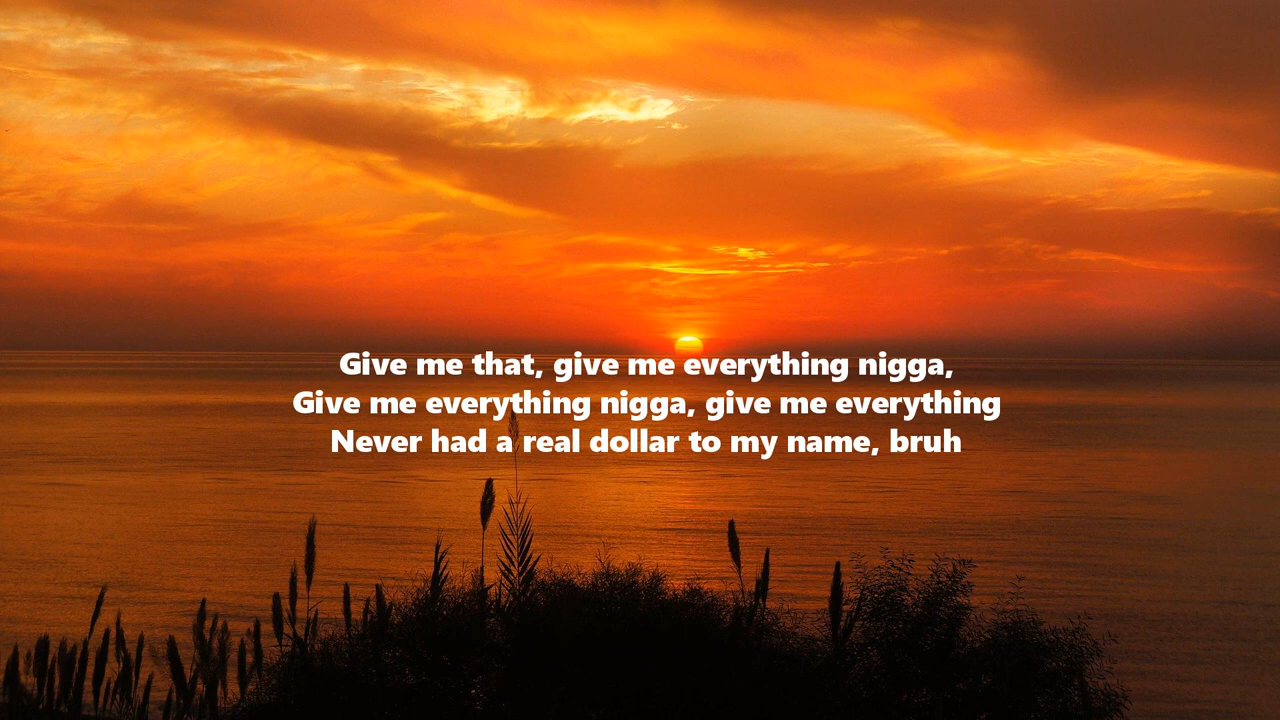 Give me that, give me everything nigga,
Give me everything nigga, give me everything
Never had a real dollar to my name, bruh